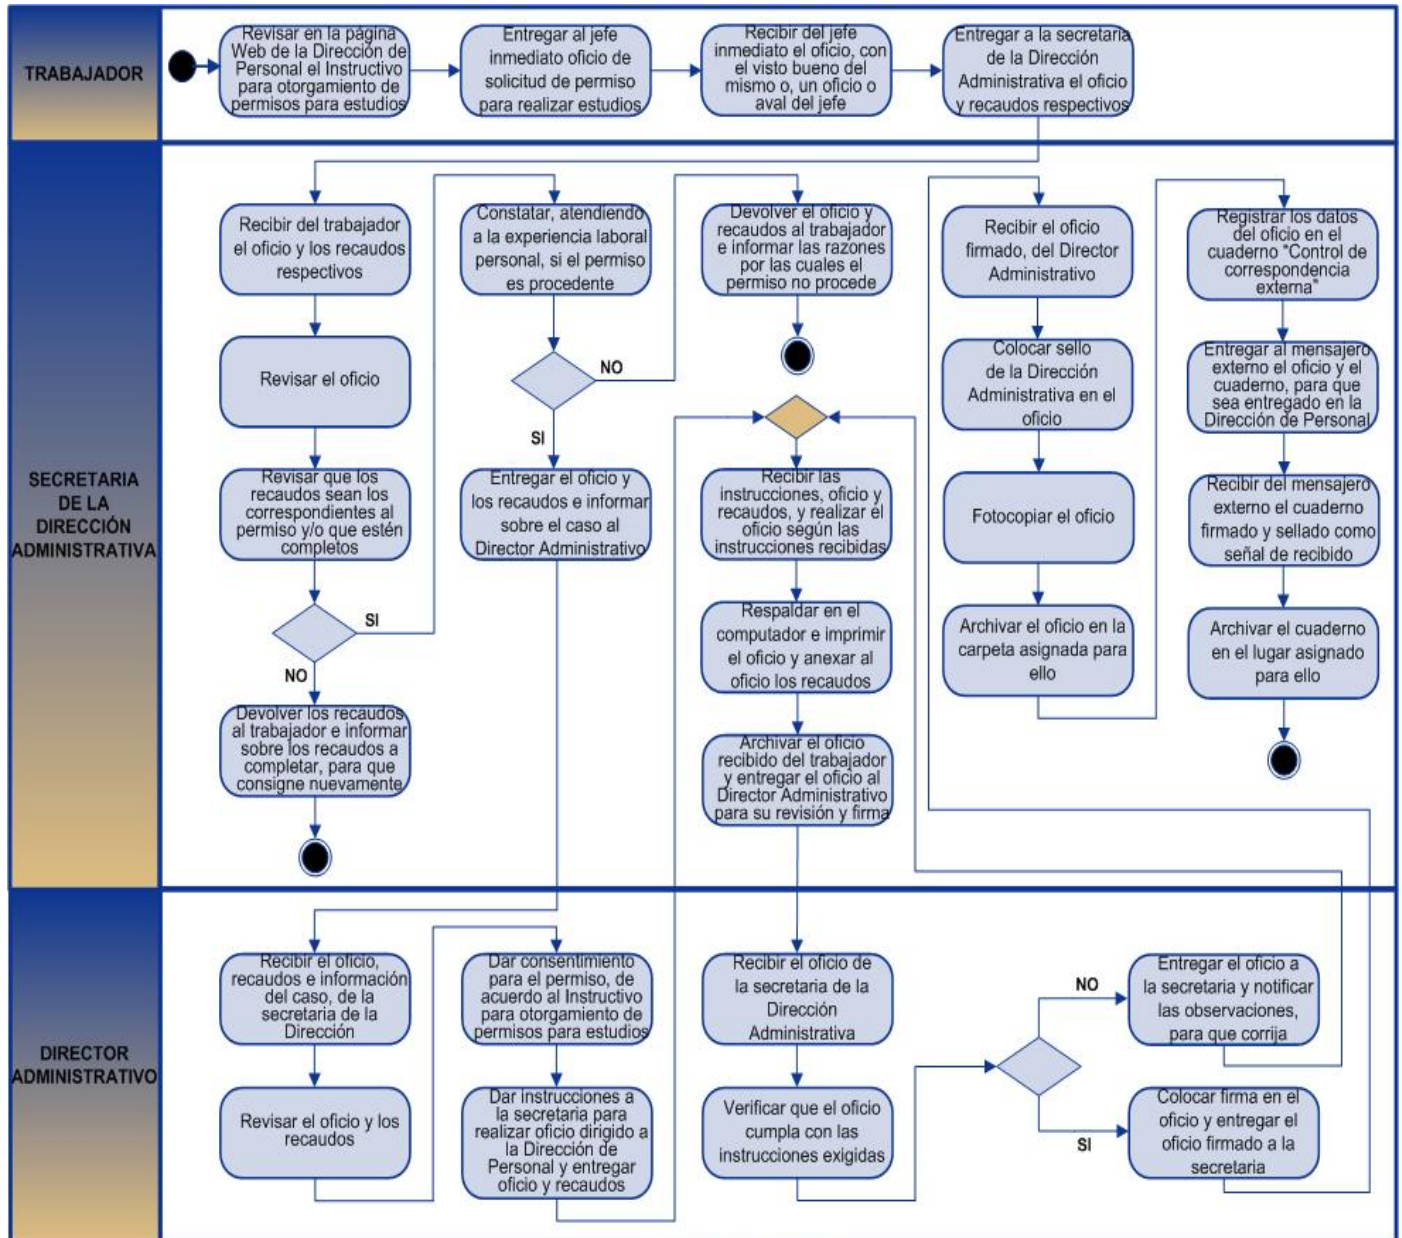 TRABAJADOR
Revisar en la página
Web de la Dirección de
Personal el Instructivo
para otorgamiento de
permisos para estudios
Entregar al jefe
inmediato oficio de
solicitud de permiso
para realizar estudios
Recibir del jefe
inmediato el oficio, con
el visto bueno del
mismo o, un oficio o
aval del jefe
Entregar a la secretaria
de la Dirección
Administrativa el oficio
y recaudos respectivos
SECRETARIA
DE LA
DIRECCIÓN
ADMINISTRATIVA
Recibir del trabajador
el oficio y los recaudos
respectivos
Revisar el oficio
Revisar que los
recaudos sean los
correspondientes al
permiso y/o que estén
completos
SI
NO
Devolver los recaudos
al trabajador e informar
sobre los recaudos a
completar, para que
consigne nuevamente
Constatar, atendiendo
a la experiencia laboral
personal, si el permiso
es procedente
NO
SI
Entregar el oficio y
los recaudos e informar
sobre el caso al
Director Administrativo
Devolver el oficio y
recaudos al trabajador
e informar las razones
por las cuales el
permiso no procede
Recibir las
instrucciones, oficio y
recaudos, y realizar el
oficio según las
instrucciones recibidas
Respaldar en el
computador e imprimir
el oficio y anexar al
oficio los recaudos
Archivar el oficio
recibido del trabajador
y entregar el oficio al
Director Administrativo
para su revisión y firma
Recibir el oficio
firmado, del Director
Administrativo
Colocar sello
de la Dirección
Administrativa en el
oficio
Fotocopiar el oficio
Archivar el oficio en la
carpeta asignada para
ello
Registrar los datos
del oficio en el
cuaderno "Control de
correspondencia
externa"
Entregar al mensajero
externo el oficio y el
cuaderno, para que
sea entregado en la
Dirección de Personal
Recibir del mensajero
externo el cuaderno
firmado y sellado como
señal de recibido
Archivar el cuaderno
en el lugar asignado
para ello
DIRECTOR
ADMINISTRATIVO
Recibir el oficio,
recaudos e información
del caso, de la
secretaria de la
Dirección
Revisar el oficio y los
recaudos
Dar consentimiento
para el permiso, de
acuerdo al Instructivo
para otorgamiento de
permisos para estudios
Dar instrucciones a
la secretaria para
realizar oficio dirigido a
la Dirección de
Personal y entregar
oficio y recaudos
Recibir el oficio de
la secretaria de la
Dirección
Administrativa
Verificar que el oficio
cumpla con las
instrucciones exigidas
NO
SI
Entregar el oficio a
la secretaria y notificar
las observaciones,
para que corrija
Colocar firma en el
oficio y entregar el
oficio firmado a la
secretaria